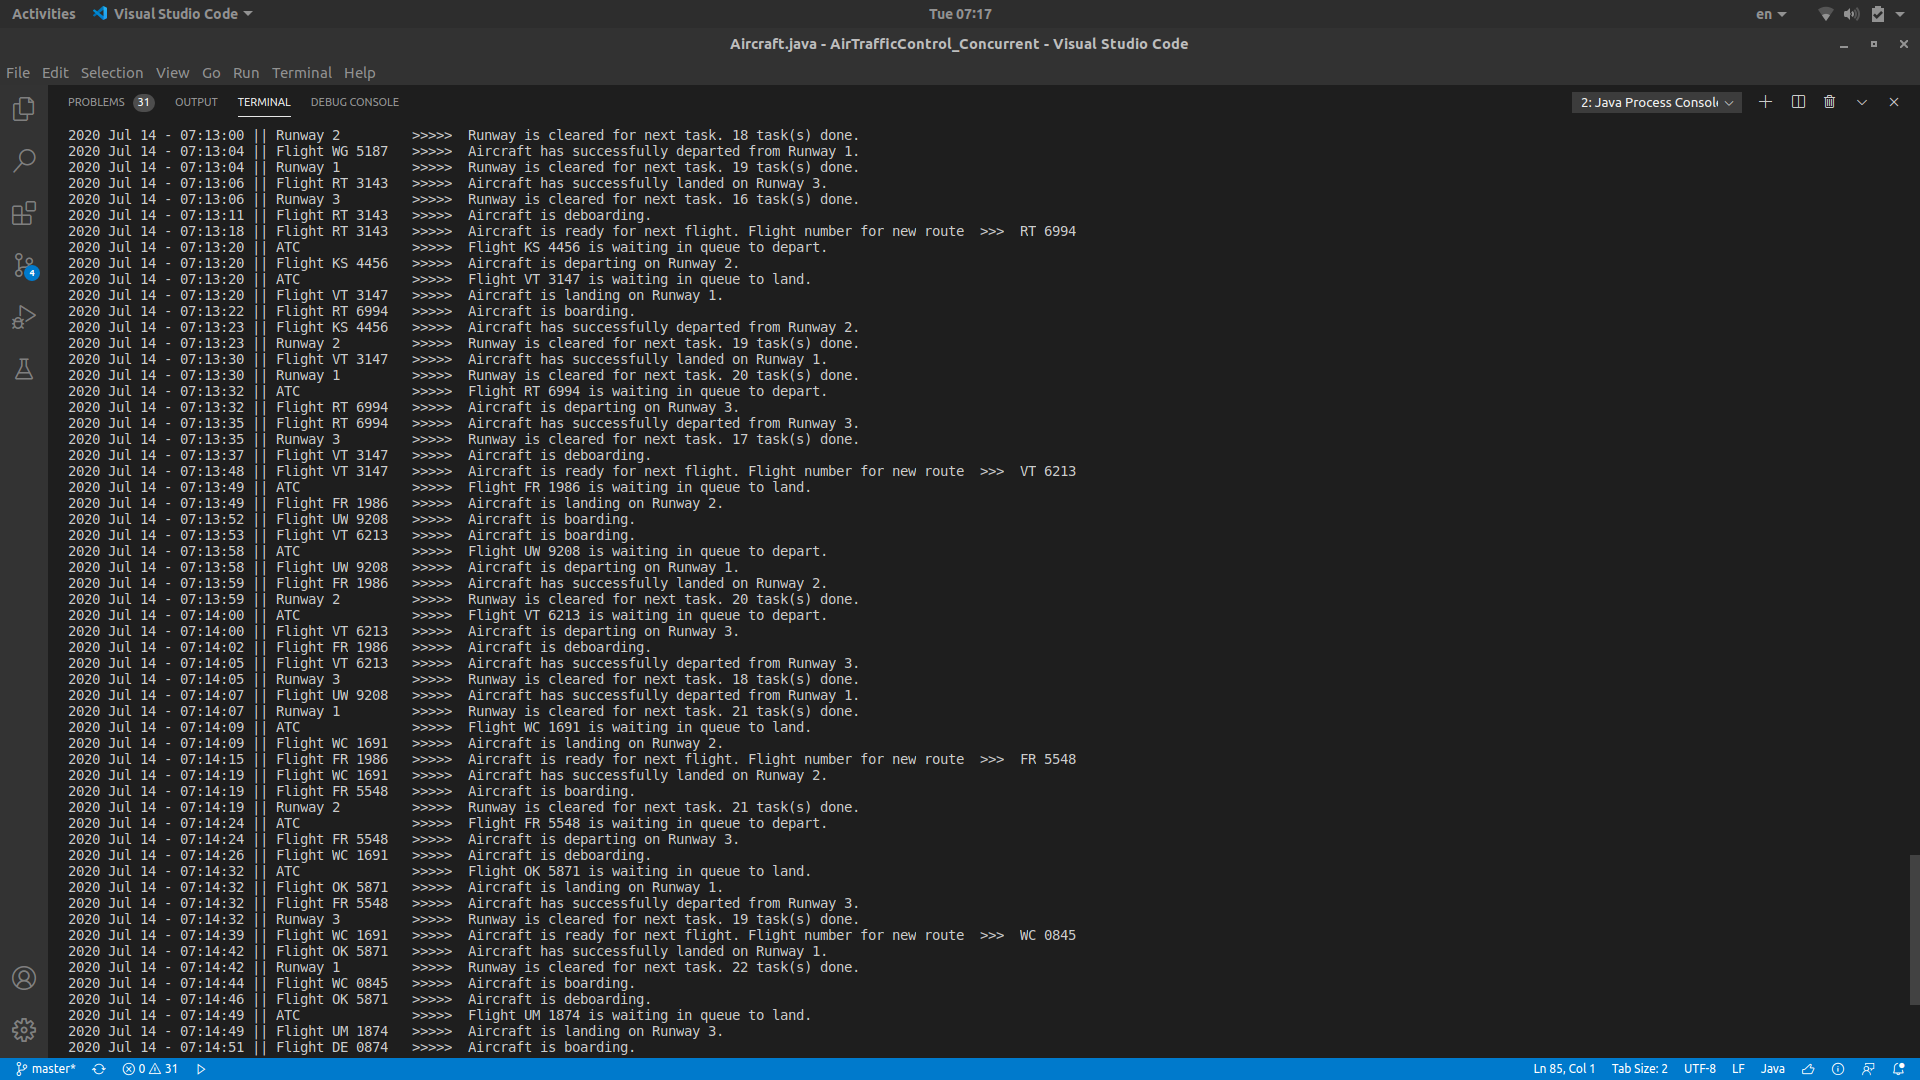 Activities Visual Studio Code Tue 07:17 en
Aircraft.java - AirTrafficControl_Concurrent - Visual Studio Code
File Edit Selection View Go Run Terminal Help
PROBLEMS 31 OUTPUT TERMINAL DEBUG CONSOLE 2: Java Process Consol
2020 Jul 14 - 07:13:00 || Runway 2 >>>>> Runway is cleared for next task. 18 task(s) done.
2020 Jul 14 - 07:13:04 || Flight WG 5187 >>>>> Aircraft has successfully departed from Runway 1.
2020 Jul 14 - 07:13:04 || Runway 1 >>>>> Runway is cleared for next task. 19 task(s) done.
2020 Jul 14 - 07:13:06 || Flight RT 3143 >>>>> Aircraft has successfully landed on Runway 3.
2020 Jul 14 - 07:13:06 || Runway 3 >>>>> Runway is cleared for next task. 16 task(s) done.
2020 Jul 14 - 07:13:11 || Flight RT 3143 >>>>> Aircraft is deboarding.
2020 Jul 14 - 07:13:18 || Flight RT 3143 >>>>> Aircraft is ready for next flight. Flight number for new route >>> RT 6994
2020 Jul 14 - 07:13:20 || ATC >>>>> Flight KS 4456 is waiting in queue to depart.
2020 Jul 14 - 07:13:20 || Flight KS 4456 >>>>> Aircraft is departing on Runway 2.
2020 Jul 14 - 07:13:20 || ATC >>>>> Flight VT 3147 is waiting in queue to land.
2020 Jul 14 - 07:13:20 || Flight VT 3147 >>>>> Aircraft is landing on Runway 1.
2020 Jul 14 - 07:13:22 || Flight RT 6994 >>>>> Aircraft is boarding.
2020 Jul 14 - 07:13:23 || Flight KS 4456 >>>>> Aircraft has successfully departed from Runway 2.
2020 Jul 14 - 07:13:23 || Runway 2 >>>>> Runway is cleared for next task. 19 task(s) done.
2020 Jul 14 - 07:13:30 || Flight VT 3147 >>>>> Aircraft has successfully landed on Runway 1.
2020 Jul 14 - 07:13:30 || Runway 1 >>>>> Runway is cleared for next task. 20 task(s) done.
2020 Jul 14 - 07:13:32 || ATC >>>>> Flight RT 6994 is waiting in queue to depart.
2020 Jul 14 - 07:13:32 || Flight RT 6994 >>>>> Aircraft is departing on Runway 3.
2020 Jul 14 - 07:13:35 || Flight RT 6994 >>>>> Aircraft has successfully departed from Runway 3.
2020 Jul 14 - 07:13:35 || Runway 3 >>>>> Runway is cleared for next task. 17 task(s) done.
2020 Jul 14 - 07:13:37 || Flight VT 3147 >>>>> Aircraft is deboarding.
2020 Jul 14 - 07:13:48 || Flight VT 3147 >>>>> Aircraft is ready for next flight. Flight number for new route >>> VT 6213
2020 Jul 14 - 07:13:49 || ATC >>>>> Flight FR 1986 is waiting in queue to land.
2020 Jul 14 - 07:13:49 || Flight FR 1986 >>>>> Aircraft is landing on Runway 2.
2020 Jul 14 - 07:13:52 || Flight UW 9208 >>>>> Aircraft is boarding.
2020 Jul 14 - 07:13:53 || Flight VT 6213 >>>>> Aircraft is boarding.
2020 Jul 14 - 07:13:58 || ATC >>>>> Flight UW 9208 is waiting in queue to depart.
2020 Jul 14 - 07:13:58 || Flight UW 9208 >>>>> Aircraft is departing on Runway 1.
2020 Jul 14 - 07:13:59 || Flight FR 1986 >>>>> Aircraft has successfully landed on Runway 2.
2020 Jul 14 - 07:13:59 || Runway 2 >>>>> Runway is cleared for next task. 20 task(s) done.
2020 Jul 14 - 07:14:00 || ATC >>>>> Flight VT 6213 is waiting in queue to depart.
2020 Jul 14 - 07:14:00 || Flight VT 6213 >>>>> Aircraft is departing on Runway 3.
2020 Jul 14 - 07:14:02 || Flight FR 1986 >>>>> Aircraft is deboarding.
2020 Jul 14 - 07:14:05 || Flight VT 6213 >>>>> Aircraft has successfully departed from Runway 3.
2020 Jul 14 - 07:14:05 || Runway 3 >>>>> Runway is cleared for next task. 18 task(s) done.
2020 Jul 14 - 07:14:07 || Flight UW 9208 >>>>> Aircraft has successfully departed from Runway 1.
2020 Jul 14 - 07:14:07 || Runway 1 >>>>> Runway is cleared for next task. 21 task(s) done.
2020 Jul 14 - 07:14:09 || ATC >>>>> Flight WC 1691 is waiting in queue to land.
2020 Jul 14 - 07:14:09 || Flight WC 1691 >>>>> Aircraft is landing on Runway 2.
2020 Jul 14 - 07:14:15 || Flight FR 1986 >>>>> Aircraft is ready for next flight. Flight number for new route >>> FR 5548
2020 Jul 14 - 07:14:19 || Flight WC 1691 >>>>> Aircraft has successfully landed on Runway 2.
2020 Jul 14 - 07:14:19 || Flight FR 5548 >>>>> Aircraft is boarding.
2020 Jul 14 - 07:14:19 || Runway 2 >>>>> Runway is cleared for next task. 21 task(s) done.
2020 Jul 14 - 07:14:24 || ATC >>>>> Flight FR 5548 is waiting in queue to depart.
2020 Jul 14 - 07:14:24 || Flight FR 5548 >>>>> Aircraft is departing on Runway 3.
2020 Jul 14 - 07:14:26 || Flight WC 1691 >>>>> Aircraft is deboarding.
2020 Jul 14 - 07:14:32 || ATC >>>>> Flight OK 5871 is waiting in queue to land.
2020 Jul 14 - 07:14:32 || Flight OK 5871 >>>>> Aircraft is landing on Runway 1.
2020 Jul 14 - 07:14:32 || Flight FR 5548 >>>>> Aircraft has successfully departed from Runway 3.
2020 Jul 14 - 07:14:32 || Runway 3 >>>>> Runway is cleared for next task. 19 task(s) done.
2020 Jul 14 - 07:14:39 || Flight WC 1691 >>>>> Aircraft is ready for next flight. Flight number for new route >>> WC 0845
2020 Jul 14 - 07:14:42 || Flight OK 5871 >>>>> Aircraft has successfully landed on Runway 1.
2020 Jul 14 - 07:14:42 || Runway 1 >>>>> Runway is cleared for next task. 22 task(s) done.
2020 Jul 14 - 07:14:44 || Flight WC 0845 >>>>> Aircraft is boarding.
2020 Jul 14 - 07:14:46 || Flight OK 5871 >>>>> Aircraft is deboarding.
2020 Jul 14 - 07:14:49 || ATC >>>>> Flight UM 1874 is waiting in queue to land.
2020 Jul 14 - 07:14:49 || Flight UM 1874 >>>>> Aircraft is landing on Runway 3.
2020 Jul 14 - 07:14:51 || Flight DE 0874 >>>>> Aircraft is boarding.
4
master* 0 31 Ln 85, Col 1 Tab Size: 2 UTF-8 LF Java